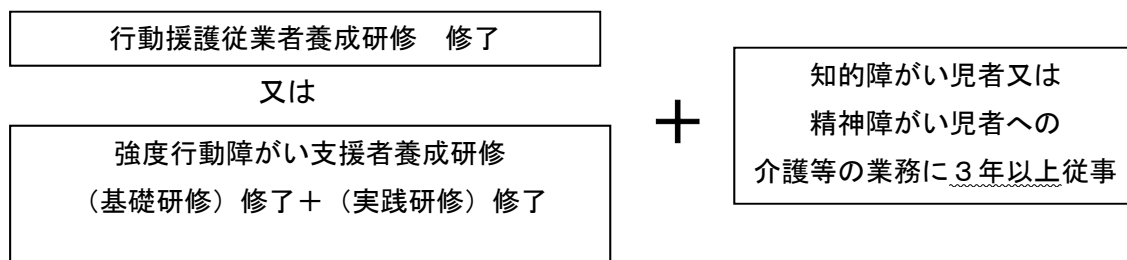 行動援護従業者養成研修　修了
又は
強度行動障がい支援者養成研修
（基礎研修）修了＋（実践研修）修了
＋
知的障がい児者又は
精神障がい児者への
介護等の業務に３年以上従事